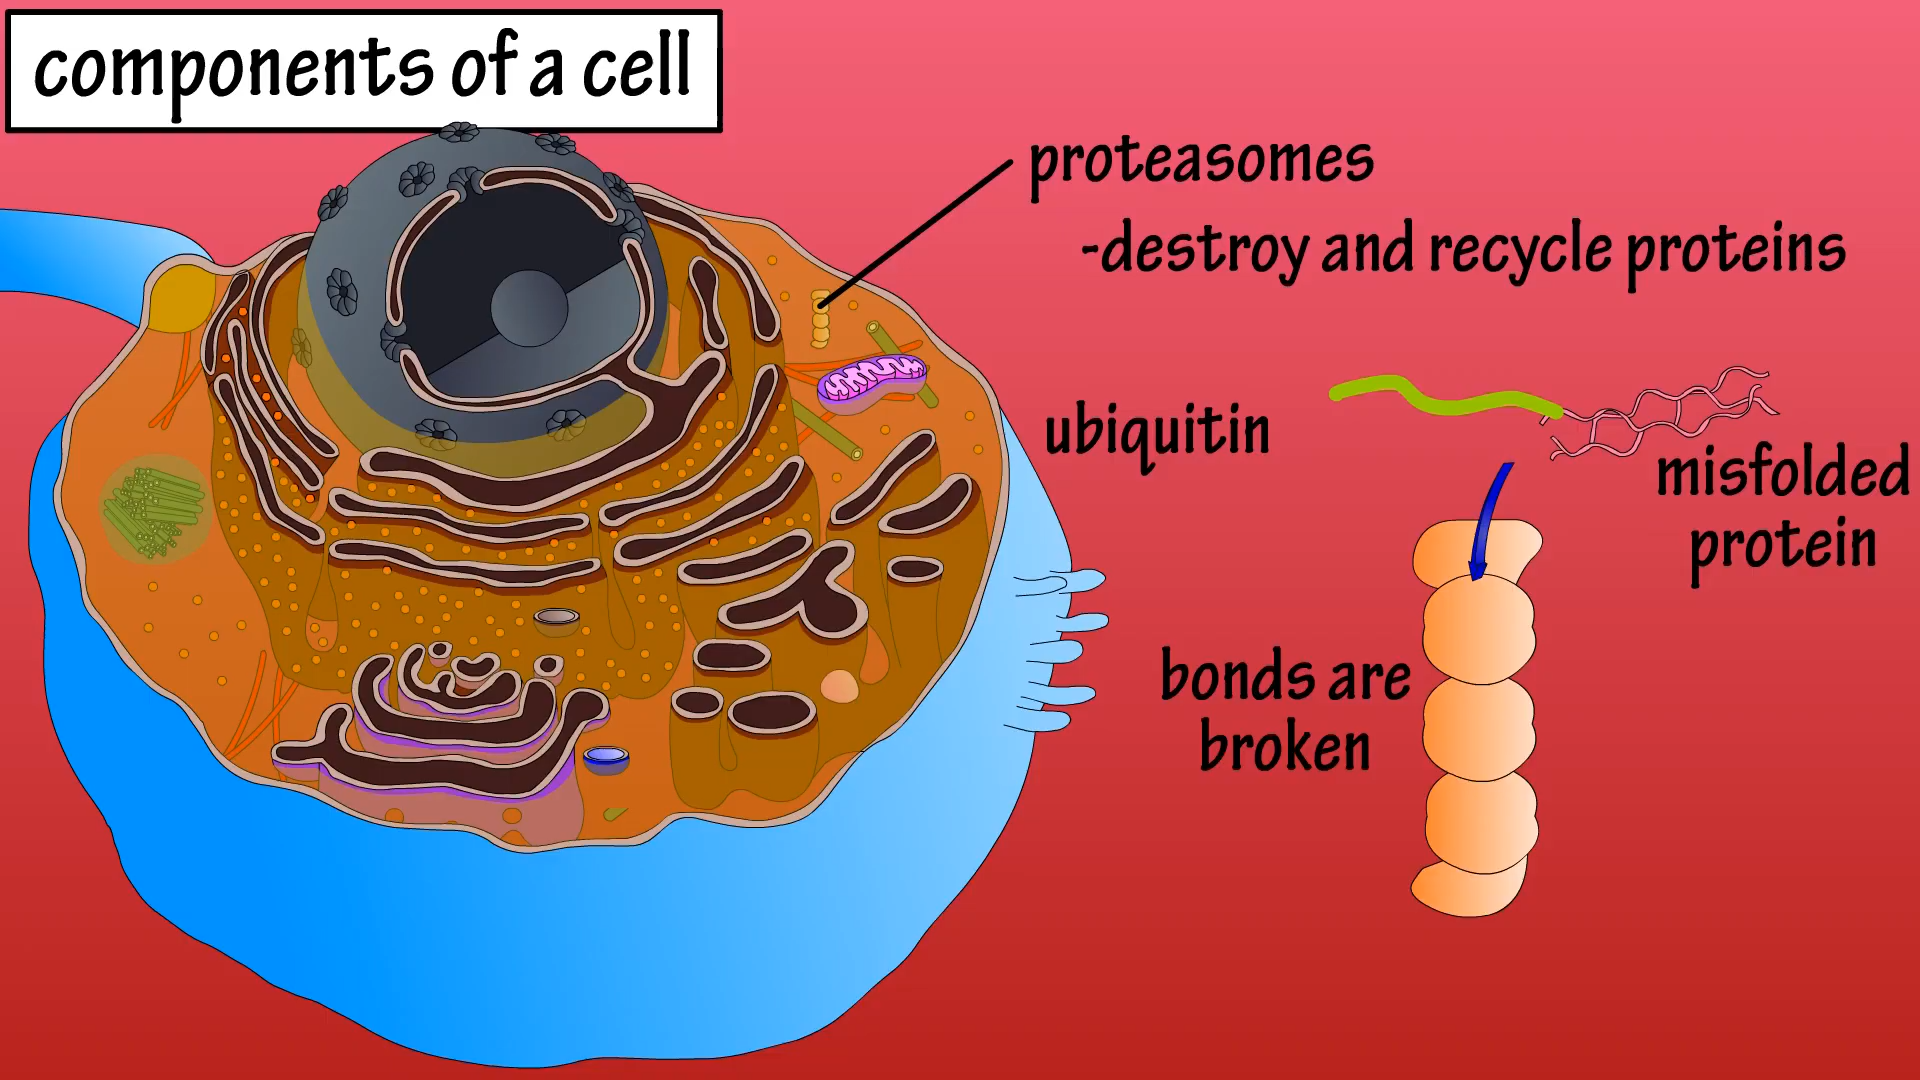 components of a cell
proteasomes
-destroy and recycle proteins
ubiquitin
misfolded
protein
bonds are
broken